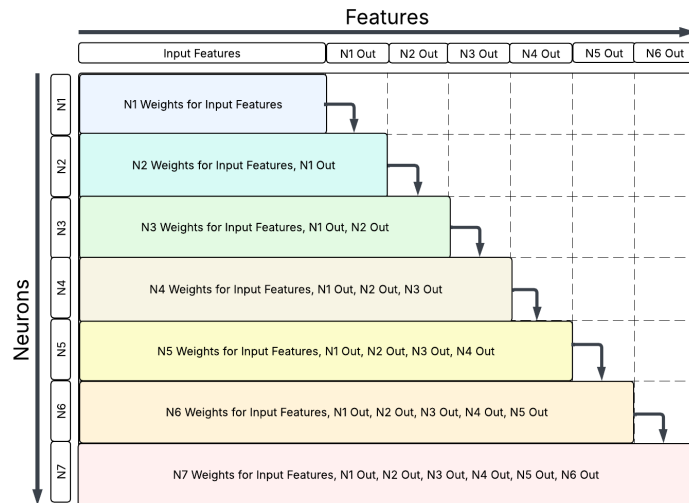 Features
Input Features
N1 Out
N2 Out
N3 Out
N4 Out
N5 Out
N6 Out
Neurons
N1
N1 Weights for Input Features
N2
N2 Weights for Input Features, N1 Out
N3
N3 Weights for Input Features, N1 Out, N2 Out
N4
N4 Weights for Input Features, N1 Out, N2 Out, N3 Out
N5
N5 Weights for Input Features, N1 Out, N2 Out, N3 Out, N4 Out
N6
N6 Weights for Input Features, N1 Out, N2 Out, N3 Out, N4 Out, N5 Out
N7
N7 Weights for Input Features, N1 Out, N2 Out, N3 Out, N4 Out, N5 Out, N6 Out